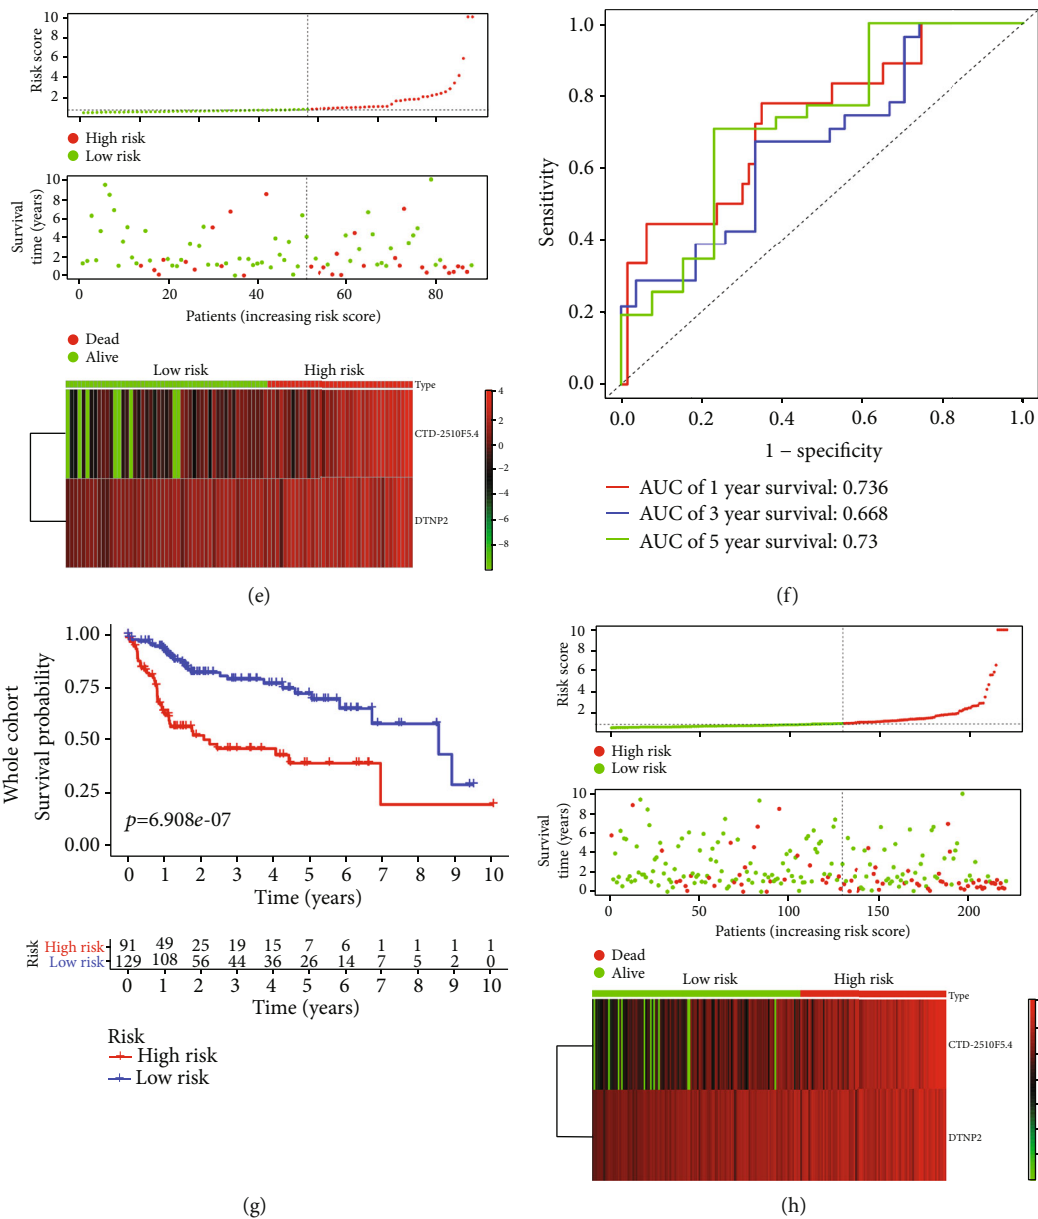 10
8
6
4
2
Risk score
High risk
Low risk
10
8
6
4
2
0
Survival
time (years)
0 20 40 60 80
Patients (increasing risk score)
Dead
Alive
Low risk High risk
Type
CTD-2510F5.4
DTNP2
4
2
0
−2
−4
−6
−8
(e)
1.0
0.8
0.6
0.4
0.2
0.0
Sensitivity
0.0 0.2 0.4 0.6 0.8 1.0
1 − specificity
AUC of 1 year survival: 0.736
AUC of 3 year survival: 0.668
AUC of 5 year survival: 0.73
(f)
Whole cohort
Survival probability
1.00
0.75
0.50
0.25
0.00
p=6.908e-07
0 1 2 3 4 5 6 7 8 9 10
Time (years)
Risk
High risk 91 49 25 19 15 7 6 1 1 1 1
Low risk 129 108 56 44 36 26 14 7 5 2 0
0 1 2 3 4 5 6 7 8 9 10
Time (years)
Risk
High risk
Low risk
(g)
10
8
6
4
2
Risk score
High risk
Low risk
10
8
6
4
2
0
Survival
time (years)
0 50 100 150 200
Patients (increasing risk score)
Dead
Alive
Low risk High risk
Type
CTD-2510F5.4
DTNP2
(h)